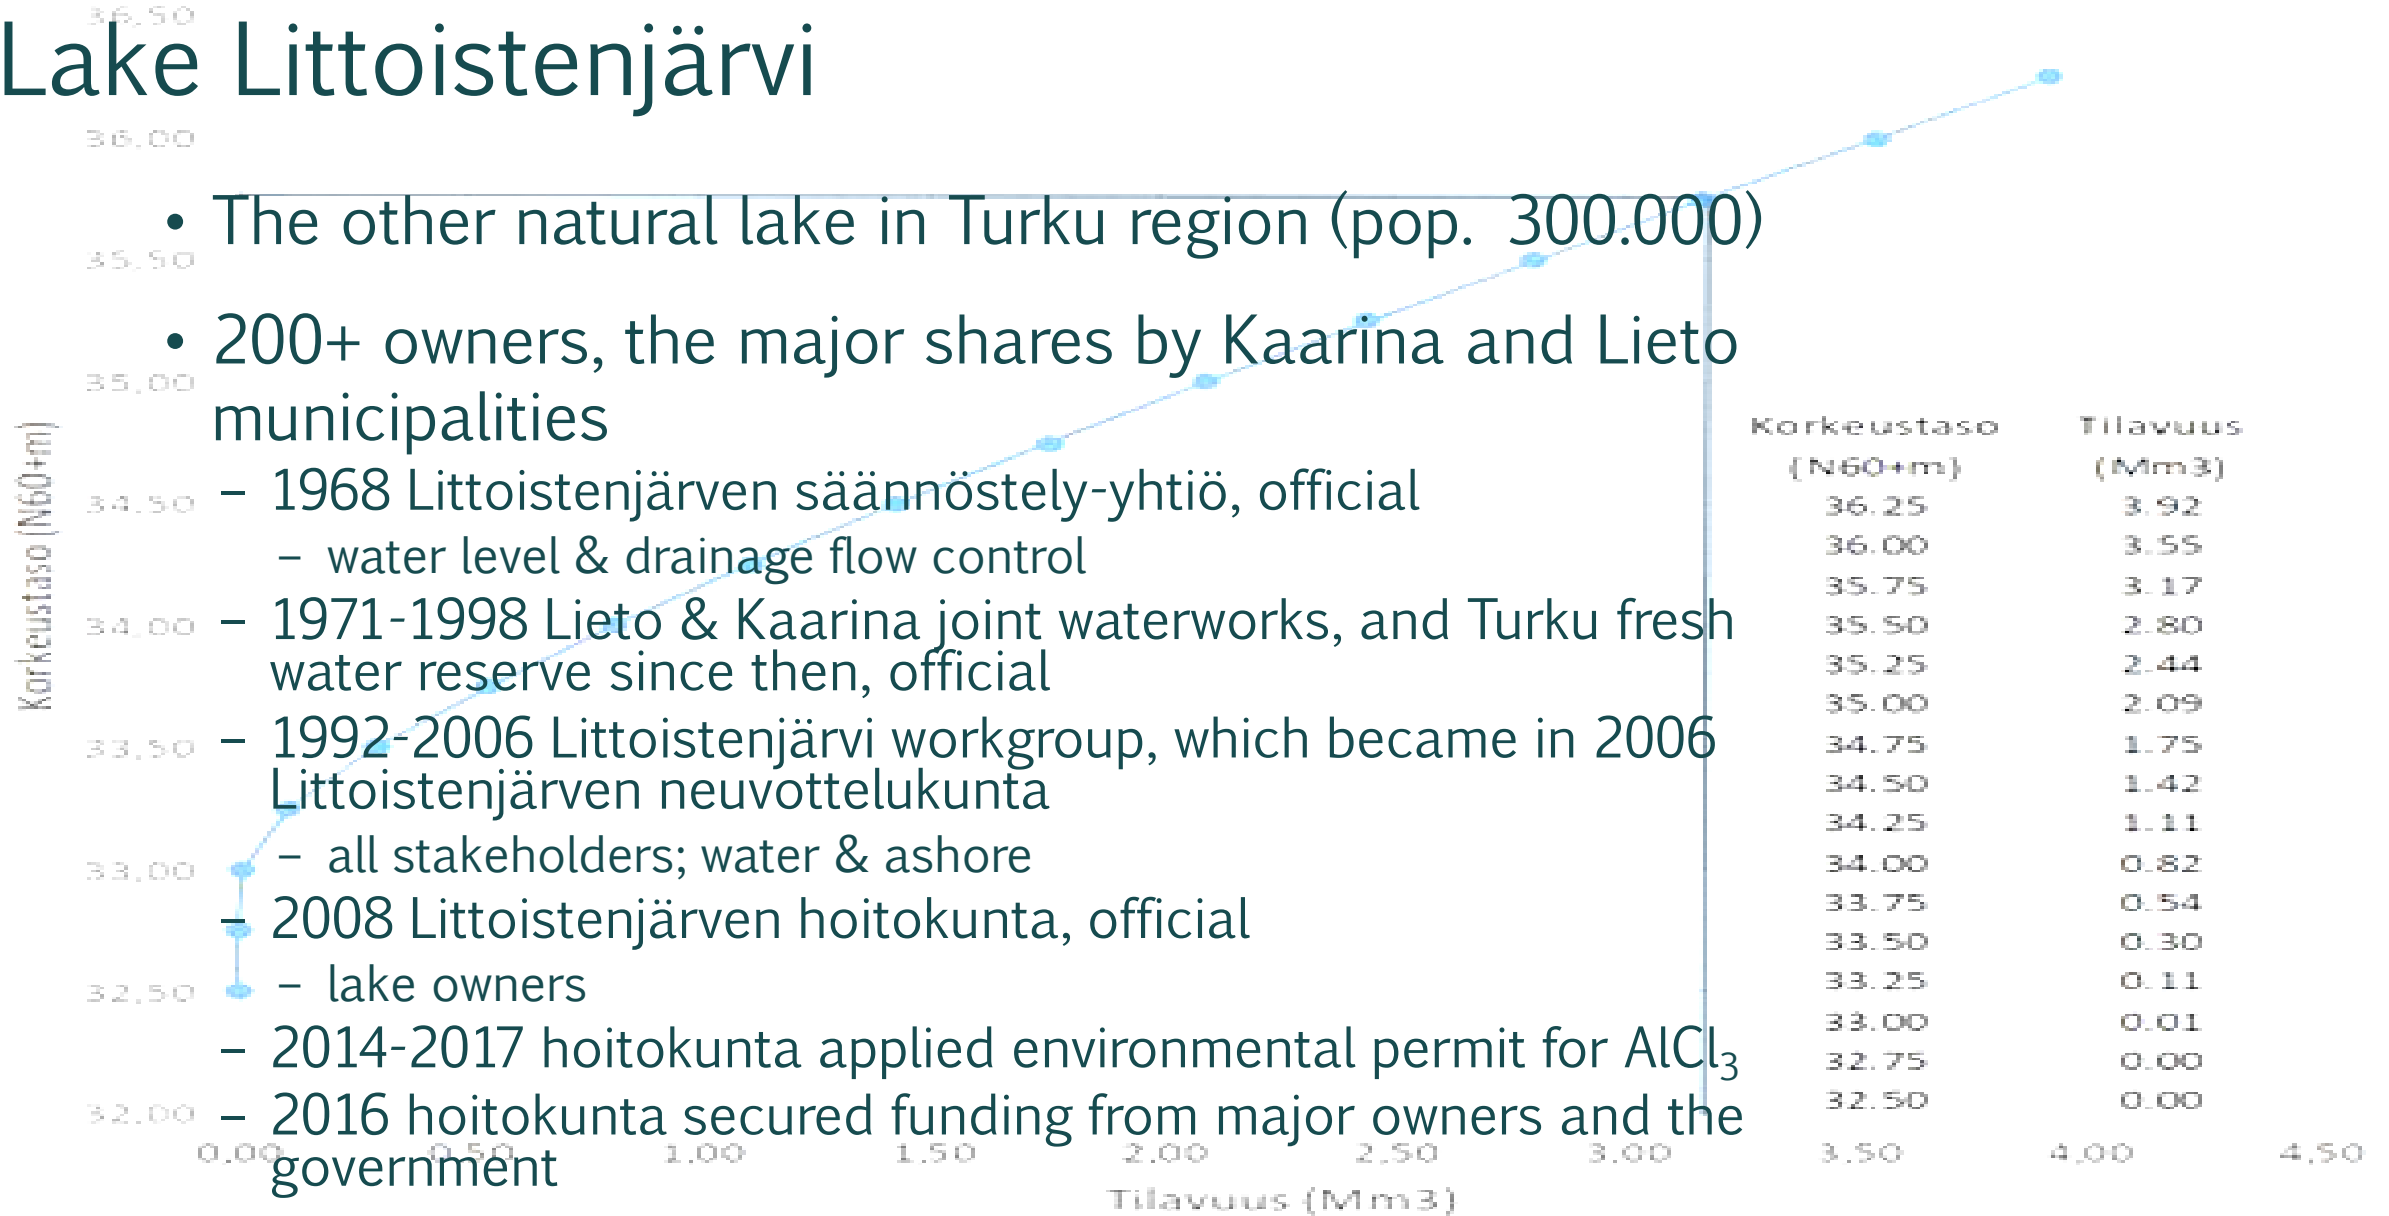 Lake Littoistenjärvi
• The other natural lake in Turku region (pop. 300.000)
• 200+ owners, the major shares by Kaarina and Lieto
municipalities
– 1968 Littoistenjärven säännöstely-yhtiö, official
– water level & drainage flow control
– 1971-1998 Lieto & Kaarina joint waterworks, and Turku fresh
water reserve since then, official
– 1992-2006 Littoistenjärvi workgroup, which became in 2006
Littoistenjärven neuvottelukunta
– all stakeholders; water & ashore
– 2008 Littoistenjärven hoitokunta, official
– lake owners
– 2014-2017 hoitokunta applied environmental permit for AlCl₃
– 2016 hoitokunta secured funding from major owners and the
government
Korkeustaso (N60+m)
36,50
36,00
35,50
35,00
34,50
34,00
33,50
33,00
32,50
32,00
0,00 0,50 1,00 1,50 2,00 2,50 3,00 3,50 4,00 4,50
Tilavuus (Mm3)
Korkeustaso Tilavuus
(N60+m) (Mm3)
36.25 3.92
36.00 3.55
35.75 3.17
35.50 2.80
35.25 2.44
35.00 2.09
34.75 1.75
34.50 1.42
34.25 1.11
34.00 0.82
33.75 0.54
33.50 0.30
33.25 0.11
33.00 0.01
32.75 0.00
32.50 0.00